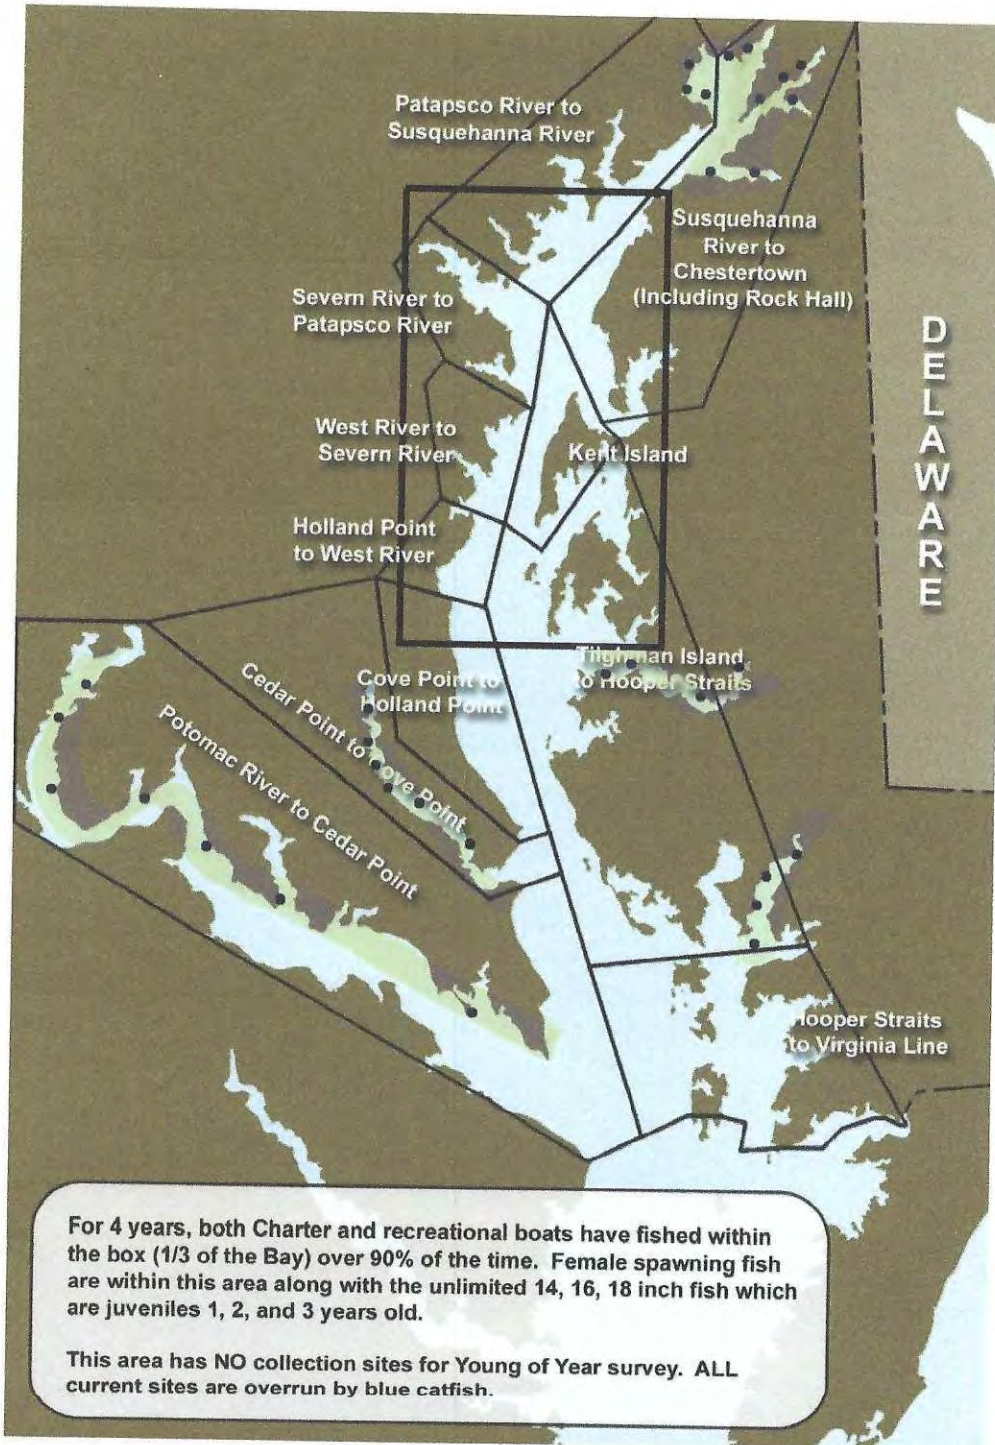 Patapsco River to
Susquehanna River
Susquehanna
River to
Chestertown
(Including Rock Hall)
DELAWARE
Severn River to
Patapsco River
West River to
Severn River
Kent Island
Holland Point
to West River
Tilghman Island
to Hooper Straits
Cove Point to
Holland Point
Cedar Point to Cove Point
Potomac River to Cedar Point
Hooper Straits
to Virginia Line
For 4 years, both Charter and recreational boats have fished within
the box (1/3 of the Bay) over 90% of the time. Female spawning fish
are within this area along with the unlimited 14, 16, 18 inch fish which
are juveniles 1, 2, and 3 years old.
This area has NO collection sites for Young of Year survey. ALL
current sites are overrun by blue catfish.